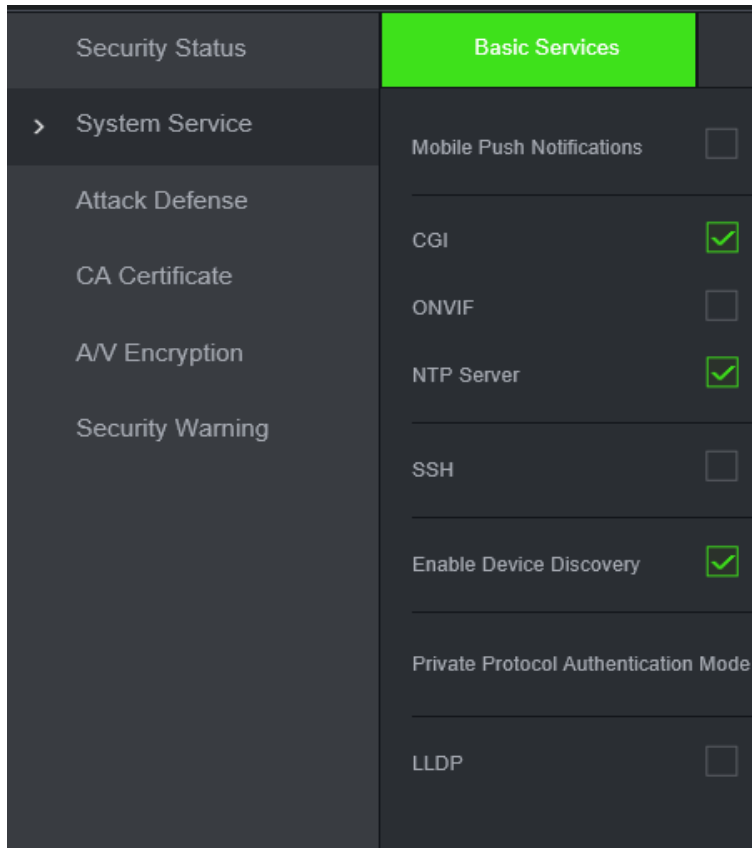 Security Status
System Service
Attack Defense
CA Certificate
A/V Encryption
Security Warning
Basic Services
Mobile Push Notifications
CGI
ONVIF
NTP Server
SSH
Enable Device Discovery
Private Protocol Authentication Mode
LLDP